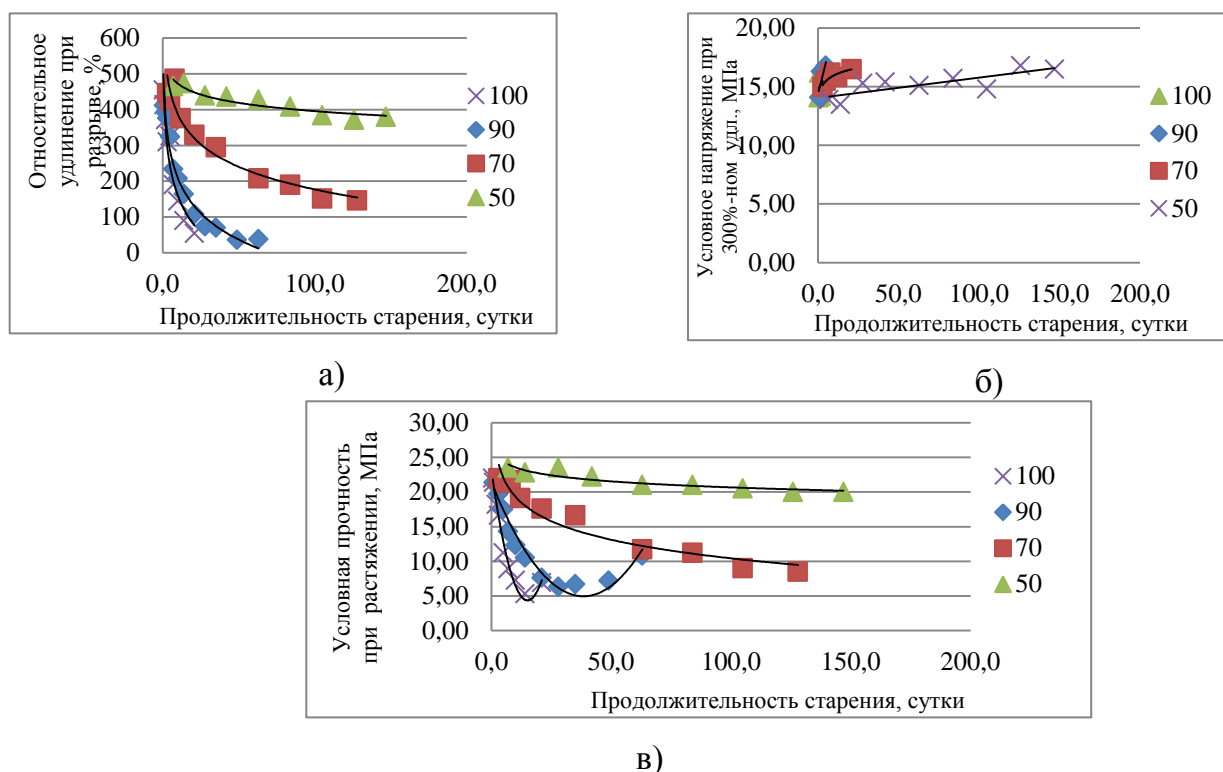 Относительное
удлинение при
разрыве, %
600
500
400
300
200
100
0
0,0 100,0 200,0
Продолжительность старения, сутки
100
90
70
50
а)
Условное напряжение при
300%-ном удл., МПа
20,00
15,00
10,00
5,00
0,00
0,0 50,0 100,0 150,0 200,0
Продолжительность старения, сутки
100
90
70
50
б)
Условная прочность
при растяжении, МПа
30,00
25,00
20,00
15,00
10,00
5,00
0,00
0,0 50,0 100,0 150,0 200,0
Продолжительность старения, сутки
100
90
70
50
в)